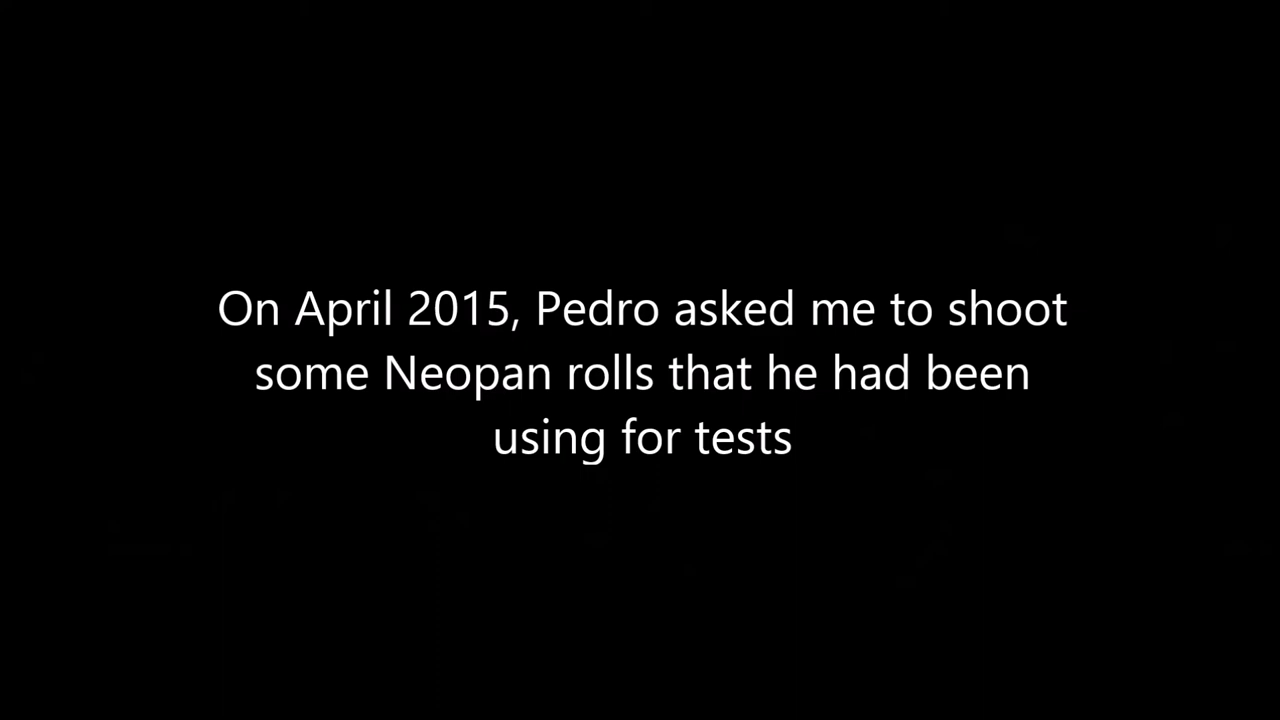 On April 2015, Pedro asked me to shoot
some Neopan rolls that he had been
using for tests